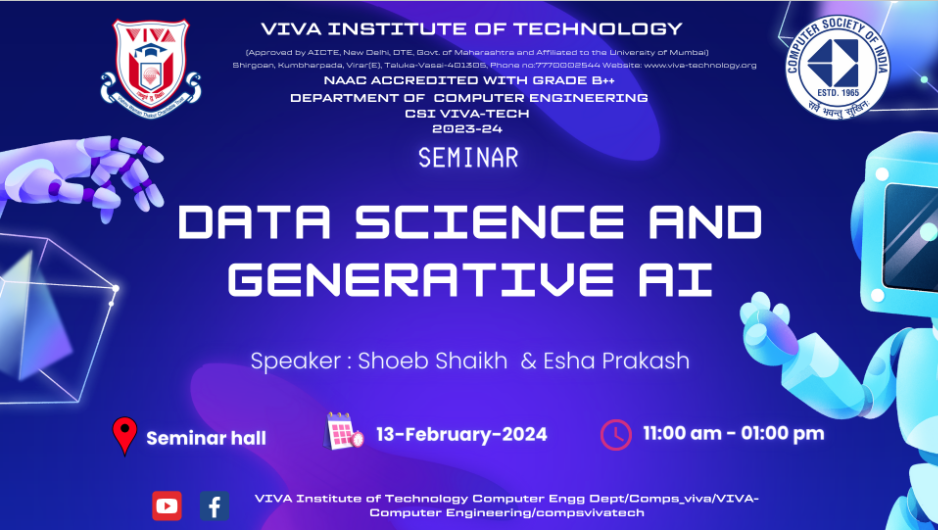 VIVA
VIVA INSTITUTE OF TECHNOLOGY
(Approved by AICTE, New Delhi, DTE, Govt. of Maharashtra and Affiliated to the University of Mumbai)
Shirgoan, Kumbharpada, Virar(E), Taluka-Vasai-401305, Phone no:7770002544 Website: www.viva-technology.org
NAAC ACCREDITED WITH GRADE B++
DEPARTMENT OF COMPUTER ENGINEERING
CSI VIVA-TECH
2023-24
COMPUTER SOCIETY OF INDIA
ESTD. 1965
सर्वे भवन्तु सुखिनः
SEMINAR
DATA SCIENCE AND
GENERATIVE AI
Speaker : Shoeb Shaikh & Esha Prakash
Seminar hall
13-February-2024
11:00 am - 01:00 pm
VIVA Institute of Technology Computer Engg Dept/Comps_viva/VIVA-
Computer Engineering/compsvivatech